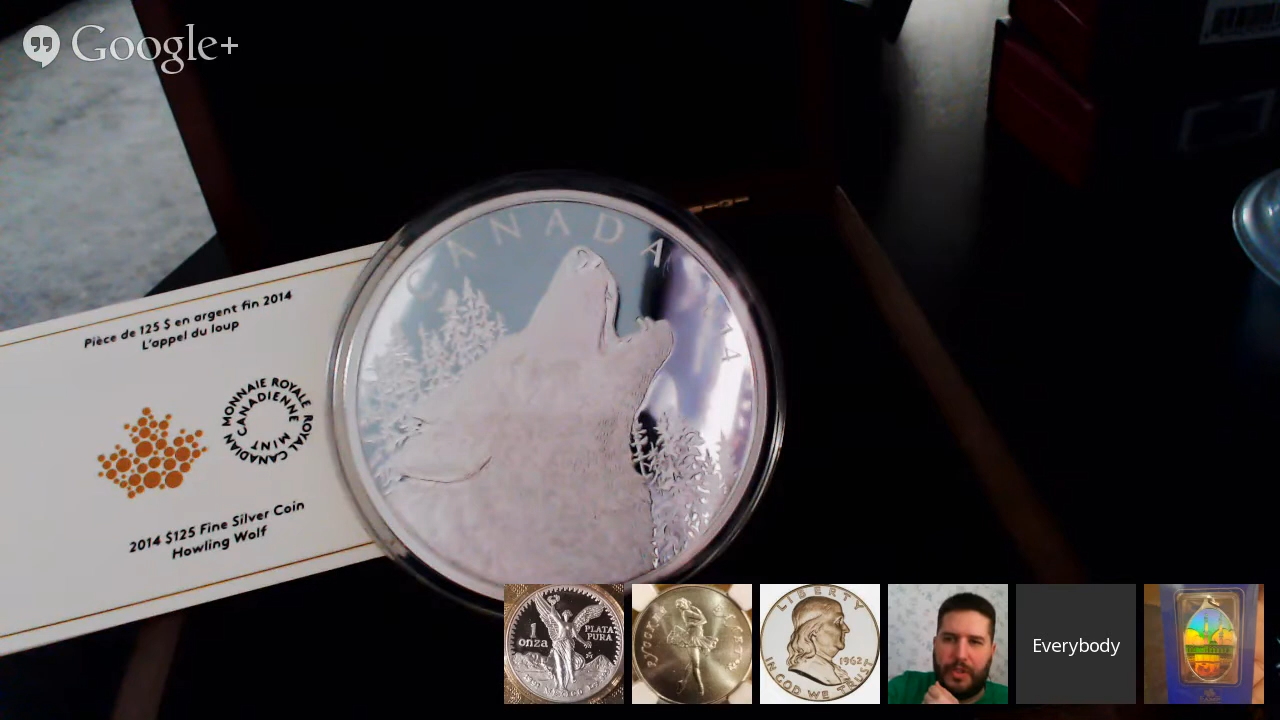 Google+
CANADA
Pièce de 125 $ en argent fin 2014
L'appel du loup
MONNAIE ROYALE CANADIENNE
ROYAL CANADIAN MINT
2014 $125 Fine Silver Coin
Howling Wolf
1
onza
PLATA
PURA
LIBERTY
1962
IN GOD WE TRUST
Everybody